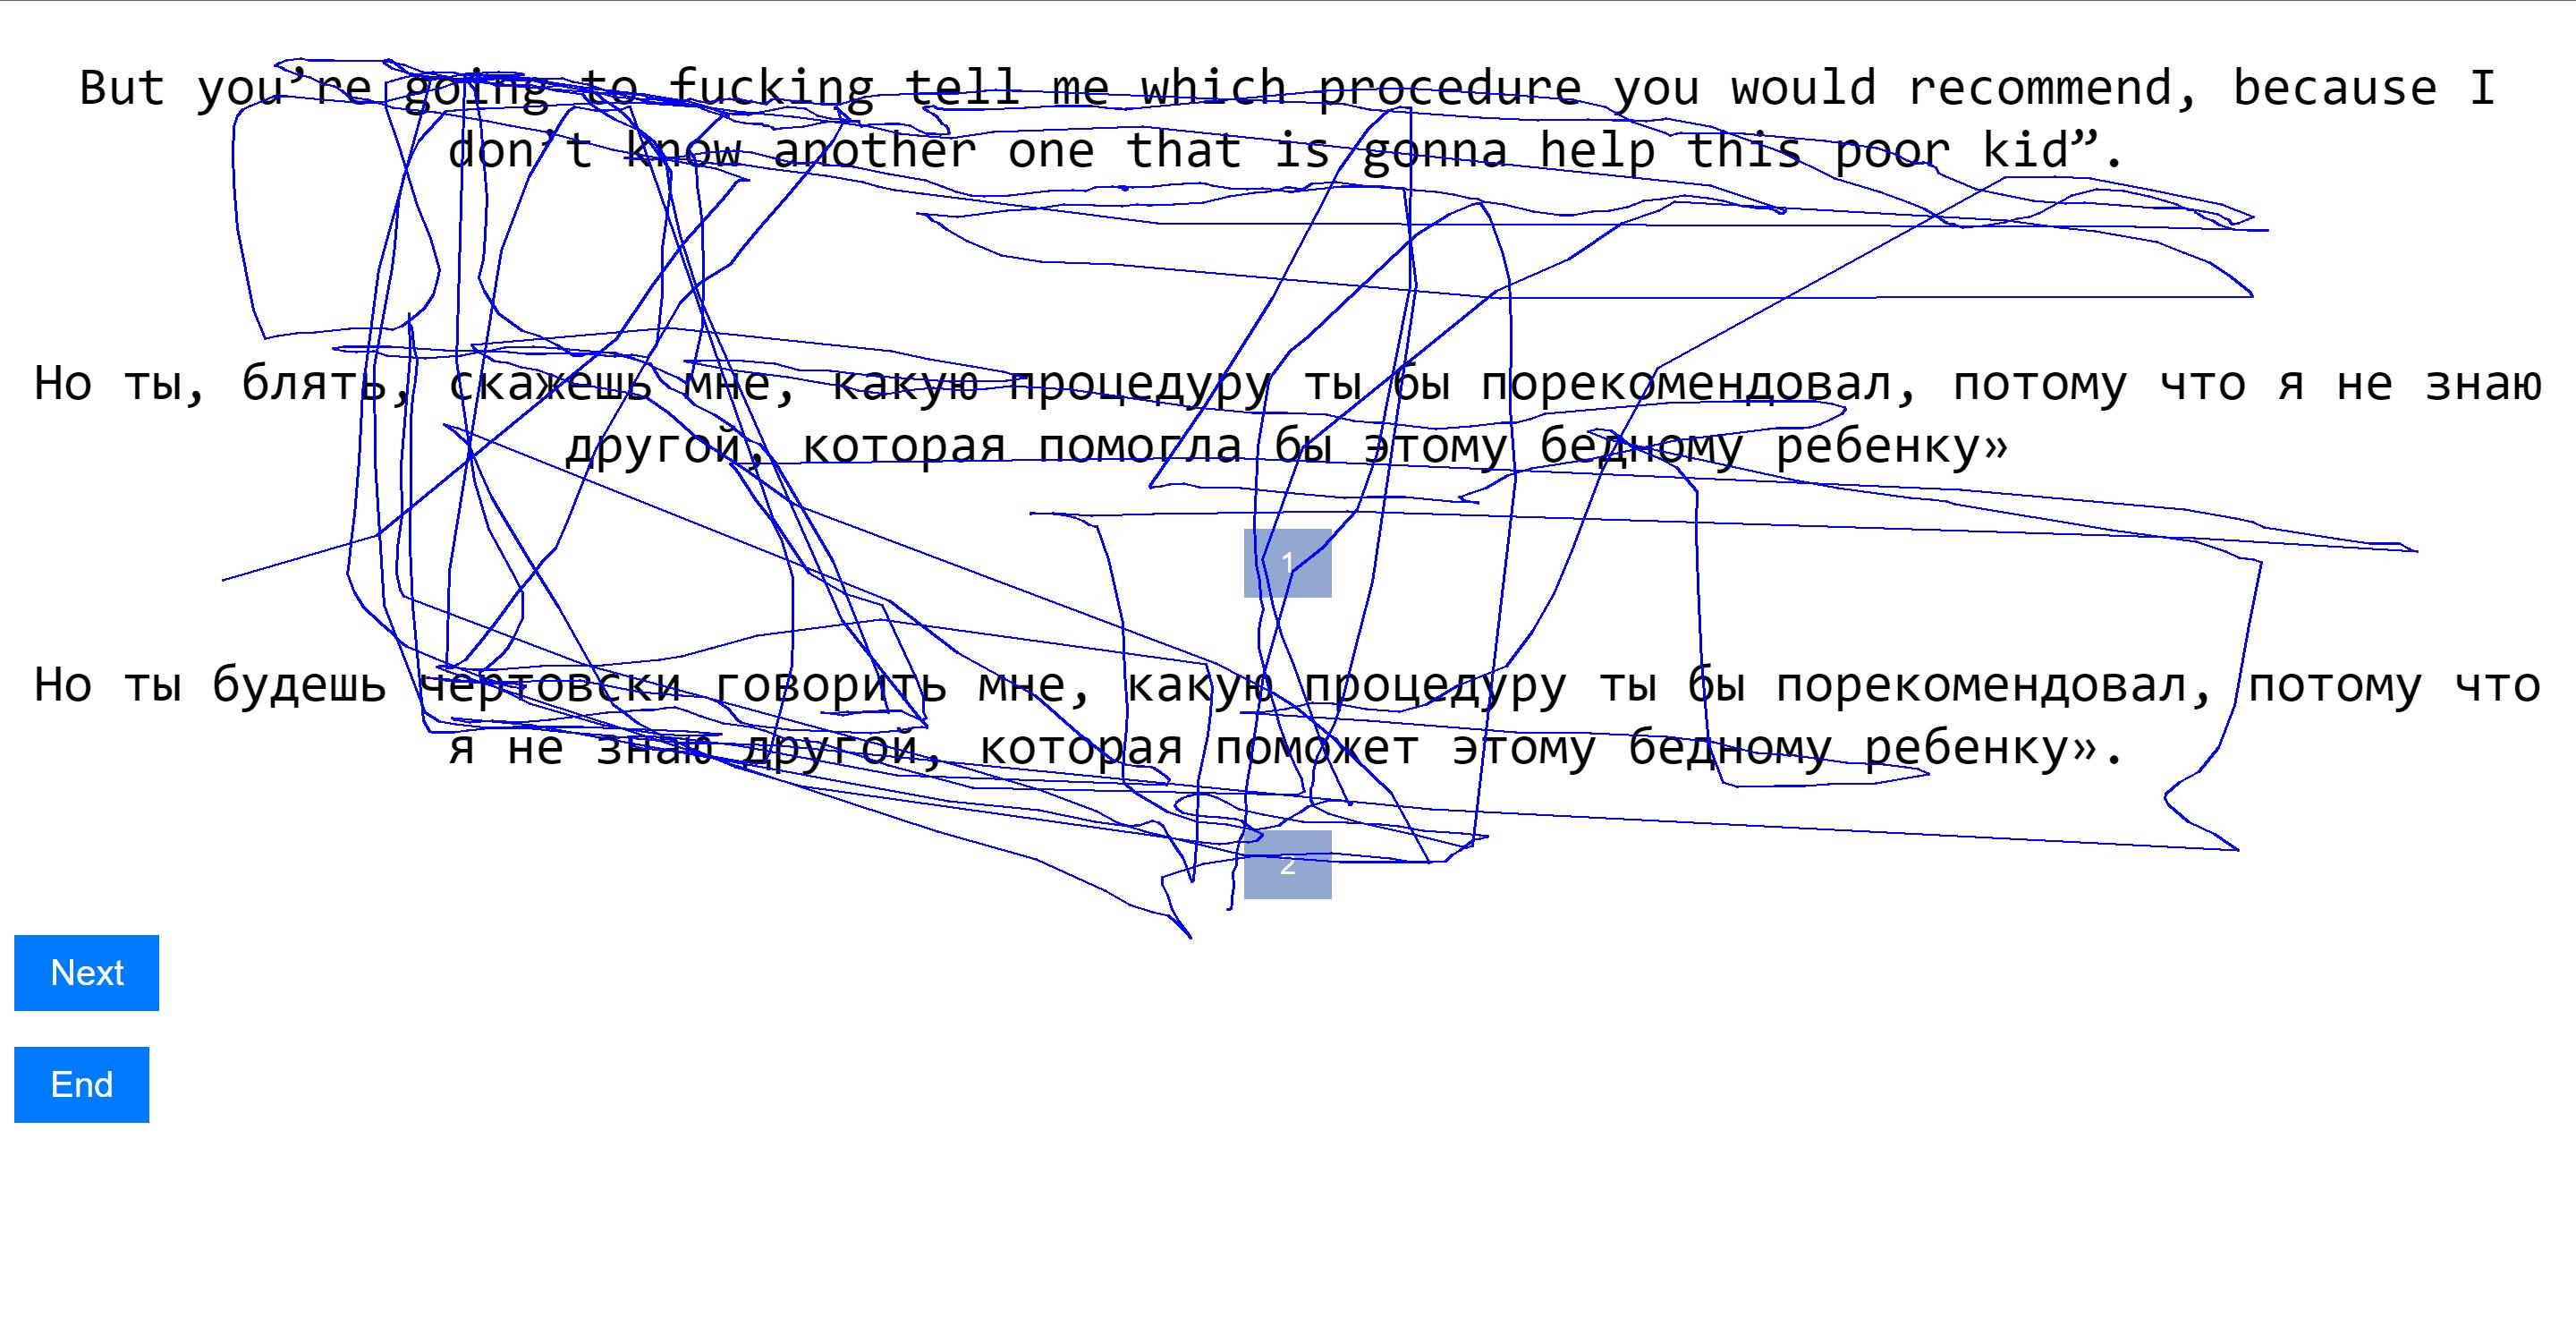 But you’re going to fucking tell me which procedure you would recommend, because I
don’t know another one that is gonna help this poor kid”.
Но ты, блять, скажешь мне, какую процедуру ты бы порекомендовал, потому что я не знаю
другой, которая помогла бы этому бедному ребенку»
1
Но ты будешь чертовски говорить мне, какую процедуру ты бы порекомендовал, потому что
я не знаю другой, которая поможет этому бедному ребенку».
2
Next
End